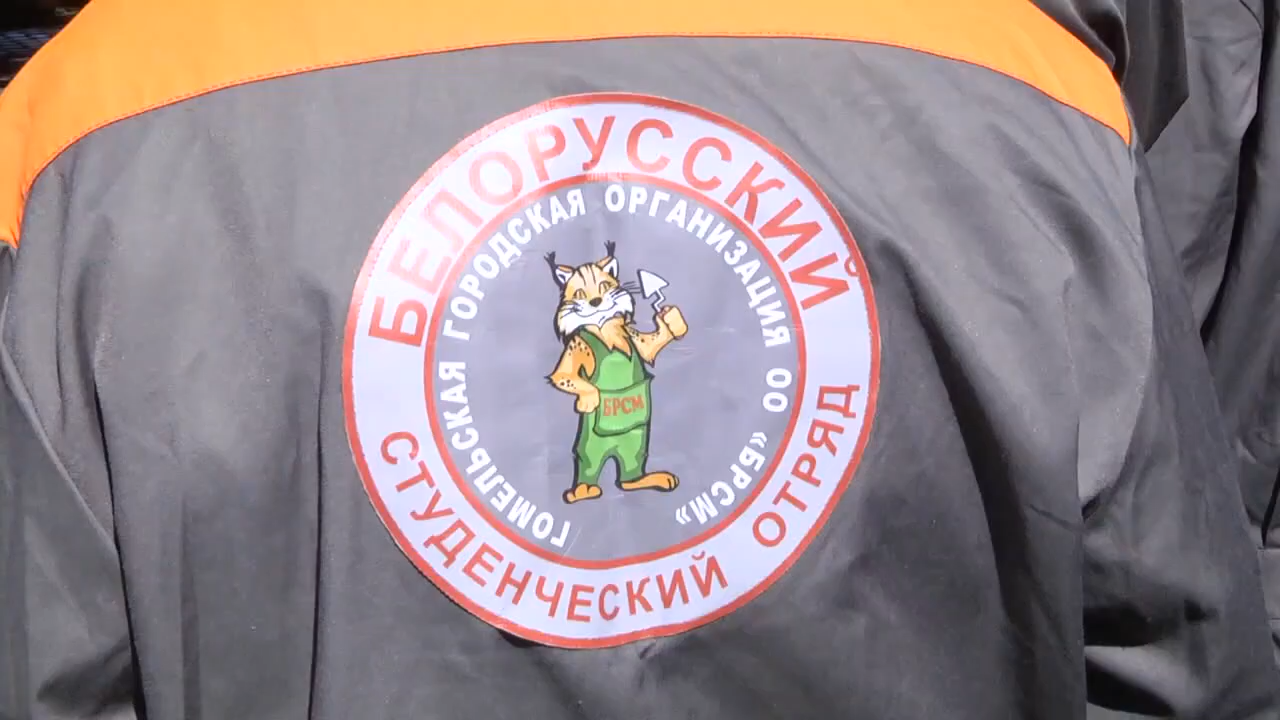 БЕЛОРУССКИЙ
СТУДЕНЧЕСКИЙ ОТРЯД
ГОМЕЛЬСКАЯ ГОРОДСКАЯ ОРГАНИЗАЦИЯ ОО «БРСМ»
БРСМ